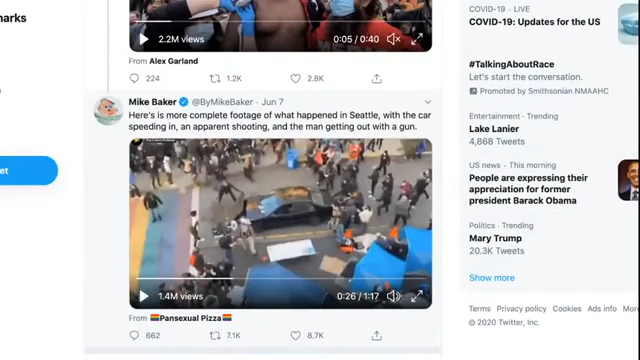 arks
et
2.2M views
0:05 / 0:40
From Alex Garland
224
1.2K
2.8K
Mike Baker @ByMikeBaker · Jun 7
Here's is more complete footage of what happened in Seattle, with the car
speeding in, an apparent shooting, and the man getting out with a gun.
1.4M views
0:26 / 1:17
From Pansexual Pizza
662
7.1K
8.7K
COVID-19 · LIVE
COVID-19: Updates for the US
#TalkingAboutRace
Let's start the conversation.
Promoted by Smithsonian NMAAHC
Entertainment · Trending
Lake Lanier
4,868 Tweets
US news · This morning
People are expressing their
appreciation for former
president Barack Obama
Politics · Trending
Mary Trump
20.3K Tweets
Show more
Terms Privacy policy Cookies Ads info Mor
© 2020 Twitter, Inc.